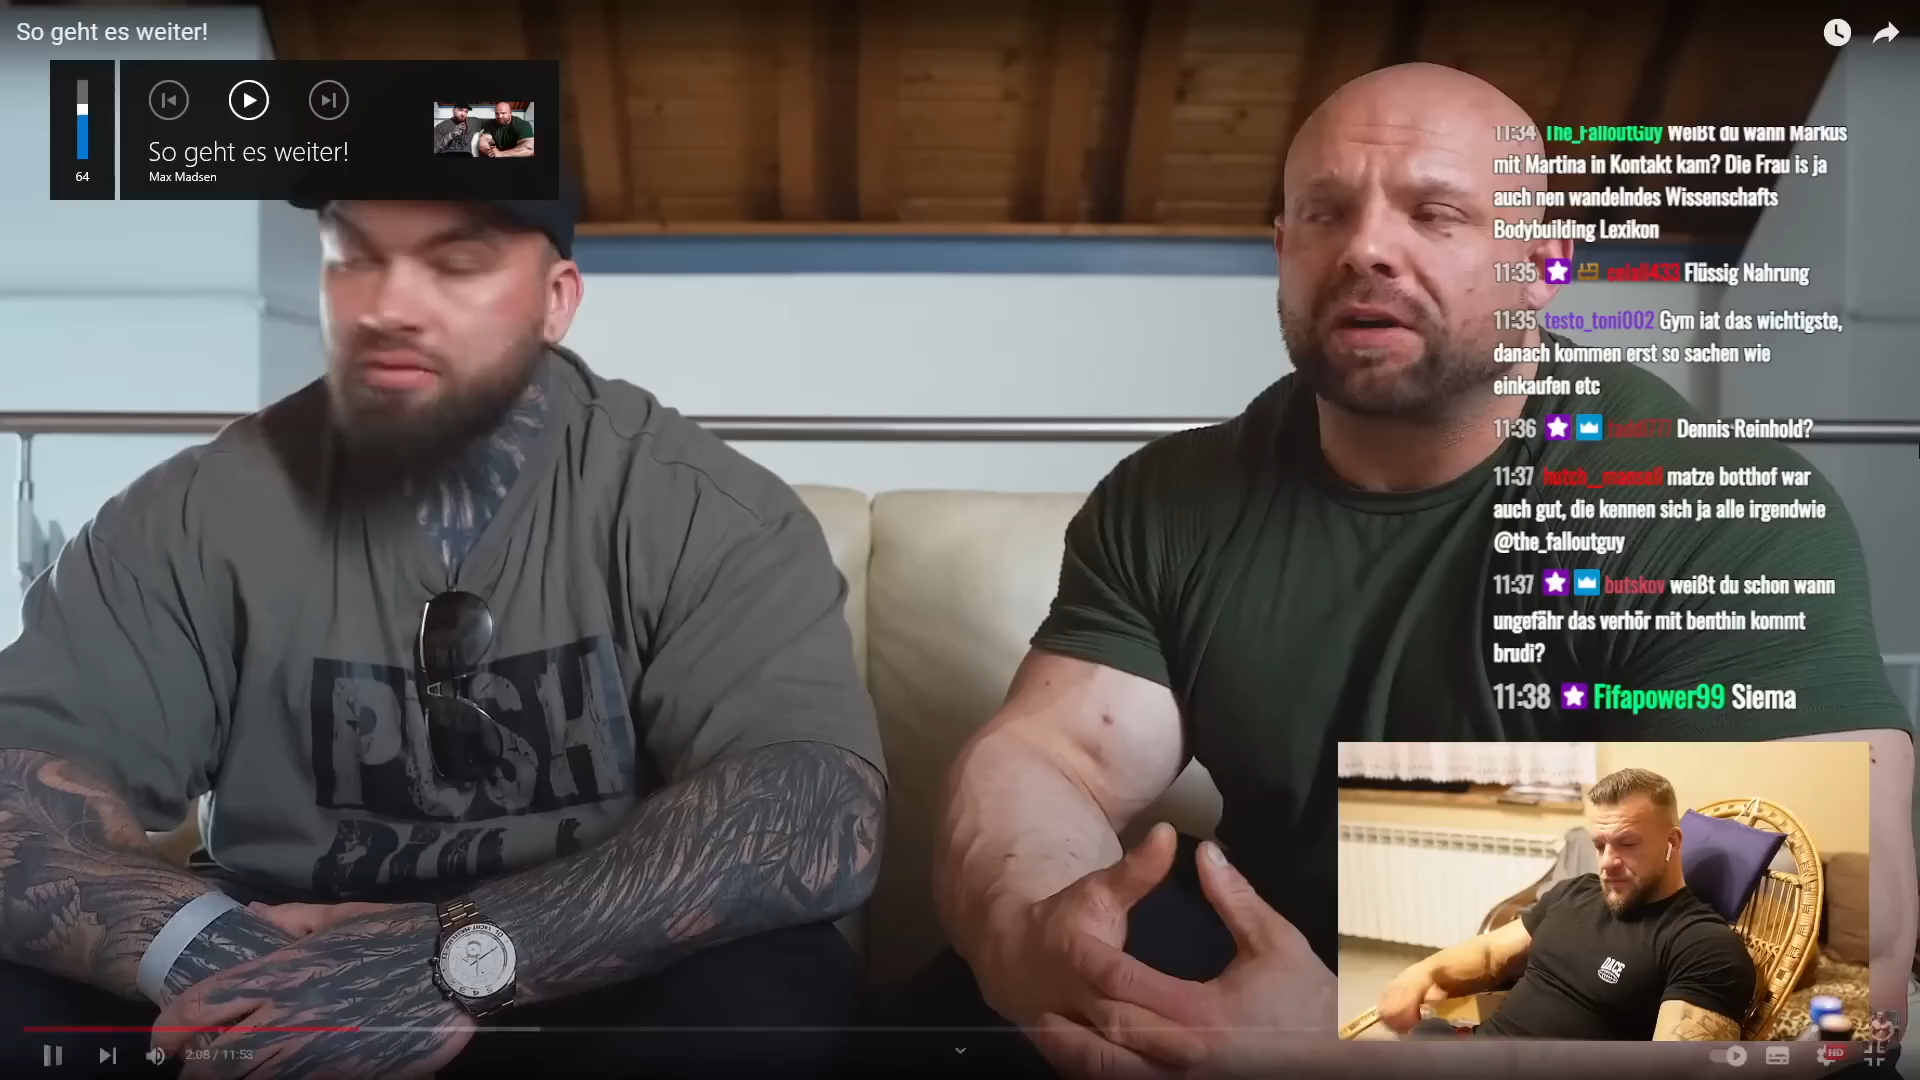 So geht es weiter!
64
So geht es weiter!
Max Madsen
11:34 The_FalloutGuy Weißt du wann Markus
mit Martina in Kontakt kam? Die Frau is ja
auch nen wandelndes Wissenschafts
Bodybuilding Lexikon
11:35 Flüssig Nahrung
11:35 testo_toni002 Gym iat das wichtigste,
danach kommen erst so sachen wie
einkaufen etc
11:36 Dennis Reinhold?
11:37 matze botthof war
auch gut, die kennen sich ja alle irgendwie
@the_falloutguy
11:37 butskov weißt du schon wann
ungefähr das verhör mit benthin kommt
brudi?
11:38 Fifapower99 Siema
PUSH
PULL
DACE
2:08 / 11:53
HD